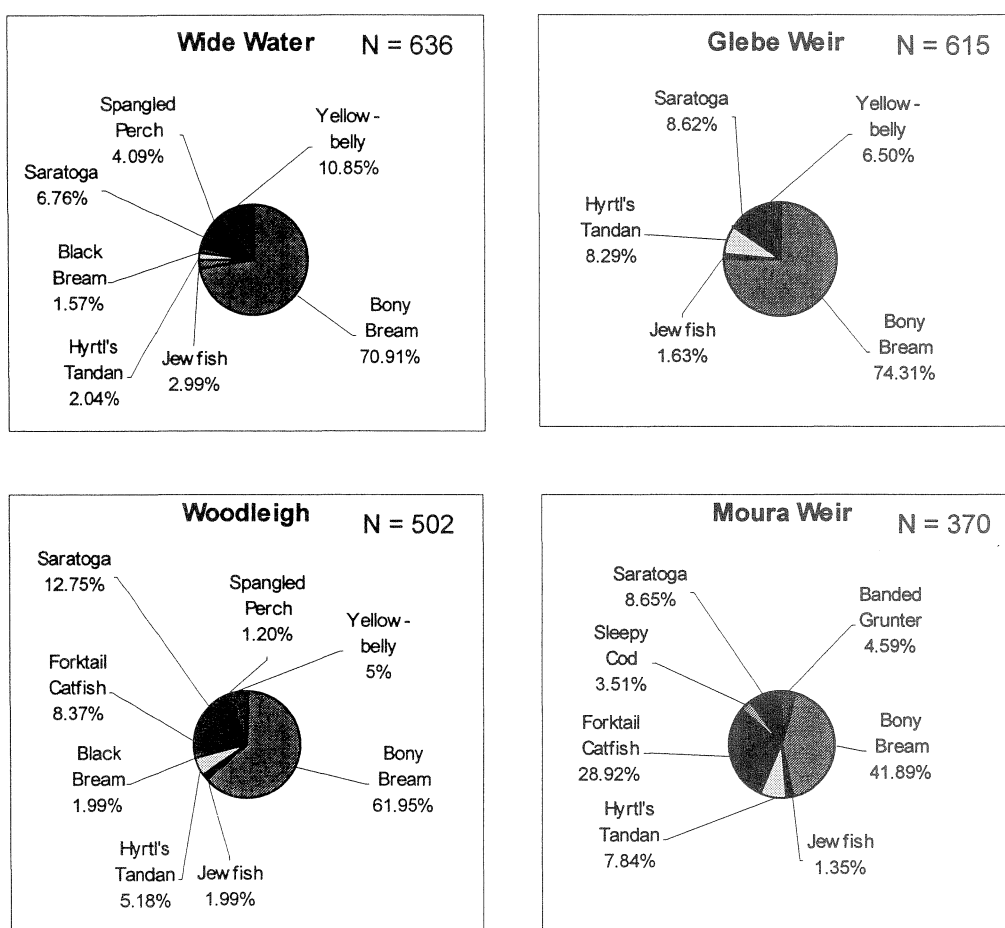 Wide Water N = 636
Spangled
Perch
4.09%
Yellow-
belly
10.85%
Saratoga
6.76%
Black
Bream
1.57%
Hyrtl's
Tandan
2.04%
Jew fish
2.99%
Bony
Bream
70.91%
Glebe Weir N = 615
Saratoga
8.62%
Yellow-
belly
6.50%
Hyrtl's
Tandan
8.29%
Jew fish
1.63%
Bony
Bream
74.31%
Woodleigh N = 502
Saratoga
12.75%
Spangled
Perch
1.20%
Yellow-
belly
5%
Forktail
Catfish
8.37%
Black
Bream
1.99%
Hyrtl's
Tandan
5.18%
Jew fish
1.99%
Bony
Bream
61.95%
Moura Weir N = 370
Saratoga
8.65%
Banded
Grunter
4.59%
Sleepy
Cod
3.51%
Forktail
Catfish
28.92%
Hyrtl's
Tandan
7.84%
Jew fish
1.35%
Bony
Bream
41.89%